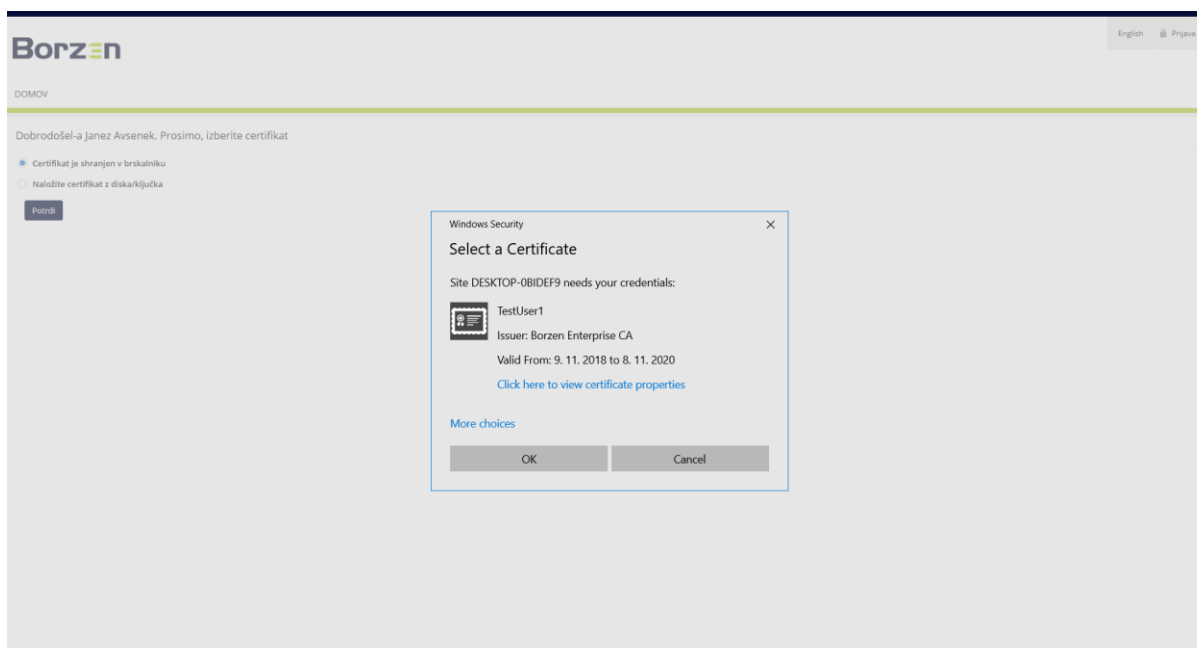 Borzen
English Prijava
DOMOV
Dobrodošel-a Janez Avsenek. Prosimo, izberite certifikat
Certifikat je shranjen v brskalniku
Naložite certifikat z diska/ključka
Potrdi
Windows Security
Select a Certificate
Site DESKTOP-0BIDEF9 needs your credentials:
TestUser1
Issuer: Borzen Enterprise CA
Valid From: 9. 11. 2018 to 8. 11. 2020
Click here to view certificate properties
More choices
OK Cancel